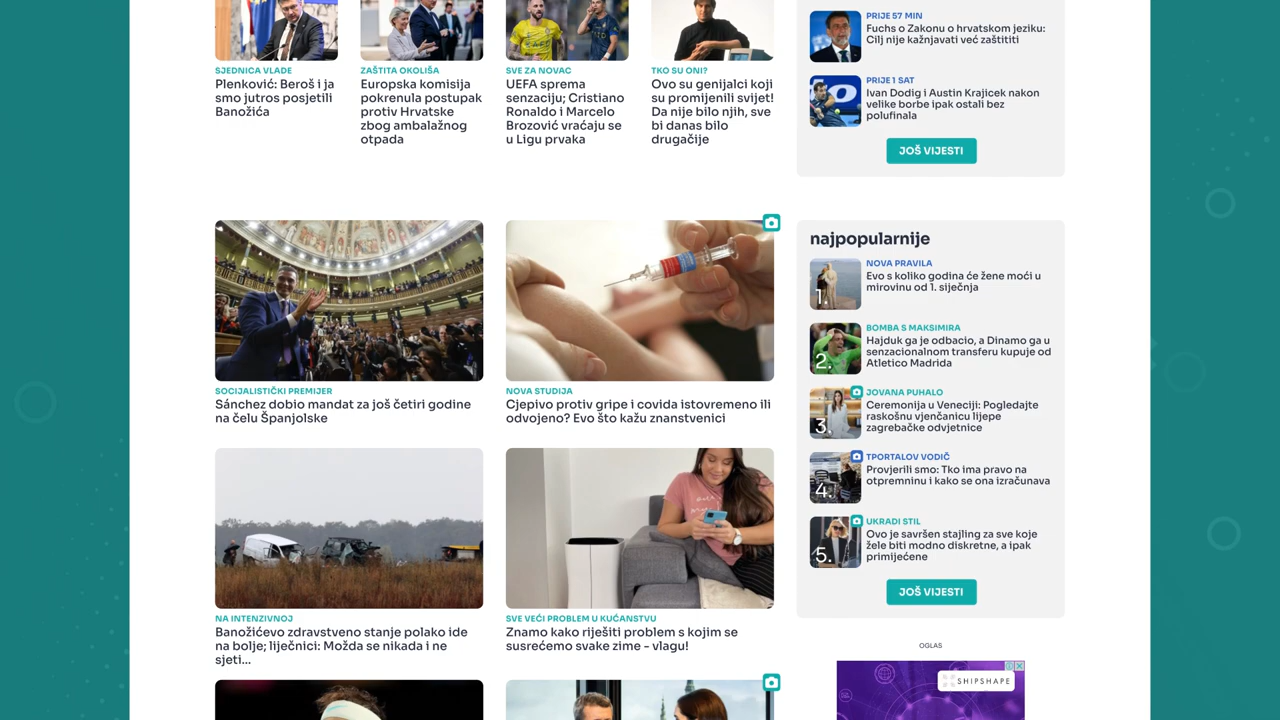 SJEDNICA VLADE
Plenković: Beroš i ja
smo jutros posjetili
Banožića
ZAŠTITA OKOLIŠA
Europska komisija
pokrenula postupak
protiv Hrvatske
zbog ambalažnog
otpada
SVE ZA NOVAC
UEFA sprema
senzaciju; Cristiano
Ronaldo i Marcelo
Brozović vraćaju se
u Ligu prvaka
TKO SU ONI?
Ovo su genijalci koji
su promijenili svijet!
Da nije bilo njih, sve
bi danas bilo
drugačije
PRIJE 57 MIN
Fuchs o Zakonu o hrvatskom jeziku:
Cilj nije kažnjavati već zaštititi
PRIJE 1 SAT
Ivan Dodig i Austin Krajicek nakon
velike borbe ipak ostali bez
polufinala
JOŠ VIJESTI
SOCIJALISTIČKI PREMIJER
Sánchez dobio mandat za još četiri godine
na čelu Španjolske
NOVA STUDIJA
Cjepivo protiv gripe i covida istovremeno ili
odvojeno? Evo što kažu znanstvenici
NA INTENZIVNOJ
Banožićevo zdravstveno stanje polako ide
na bolje; liječnici: Možda se nikada i ne
sjeti...
SVE VEĆI PROBLEM U KUĆANSTVU
Znamo kako riješiti problem s kojim se
susrećemo svake zime - vlagu!
najpopularnije
1.
NOVA PRAVILA
Evo s koliko godina će žene moći u
mirovinu od 1. siječnja
2.
BOMBA S MAKSIMIRA
Hajduk ga je odbacio, a Dinamo ga u
senzacionalnom transferu kupuje od
Atletico Madrida
3.
JOVANA PUHALO
Ceremonija u Veneciji: Pogledajte
raskošnu vjenčanicu lijepe
zagrebačke odvjetnice
4.
TPORTALOV VODIČ
Provjerili smo: Tko ima pravo na
otpremninu i kako se ona izračunava
5.
UKRADI STIL
Ovo je savršen stajling za sve koje
žele biti modno diskretne, a ipak
primijećene
JOŠ VIJESTI
OGLAS
SHIPSHAPE